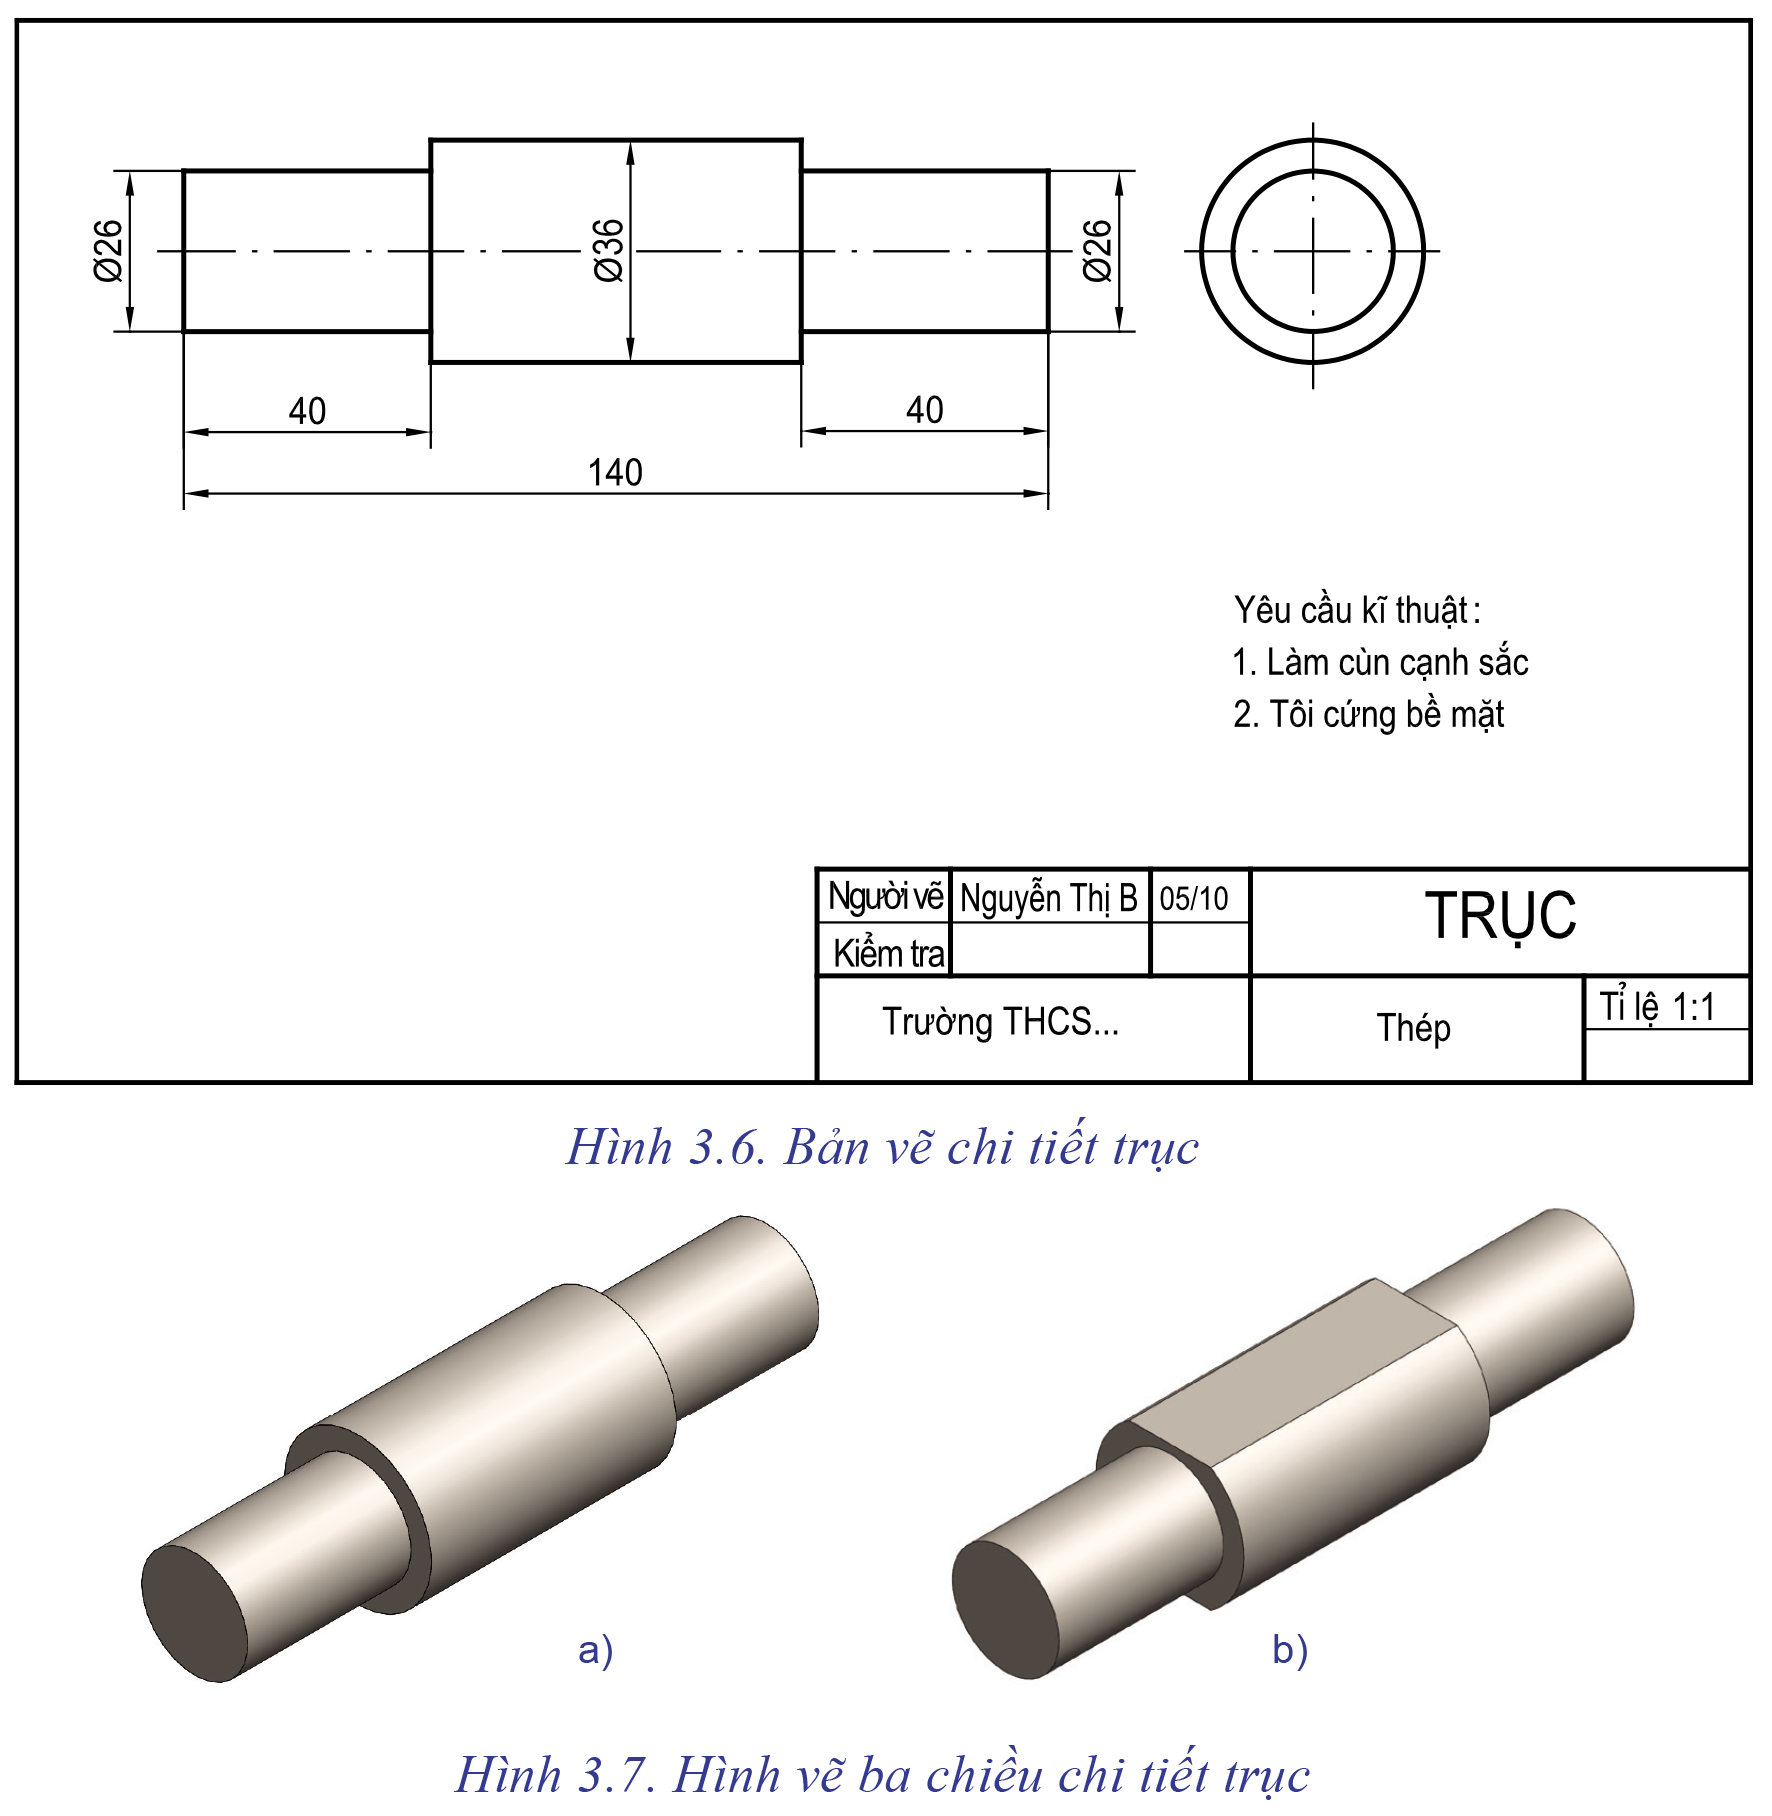 Ø26
Ø36
Ø26
40
40
140
Yêu cầu kĩ thuật :
1. Làm cùn cạnh sắc
2. Tôi cứng bề mặt
Người vẽ Nguyễn Thị B 05/10 TRỤC
Kiểm tra
Trường THCS... Thép Tỉ lệ 1:1
Hình 3.6. Bản vẽ chi tiết trục
a) b)
Hình 3.7. Hình vẽ ba chiều chi tiết trục